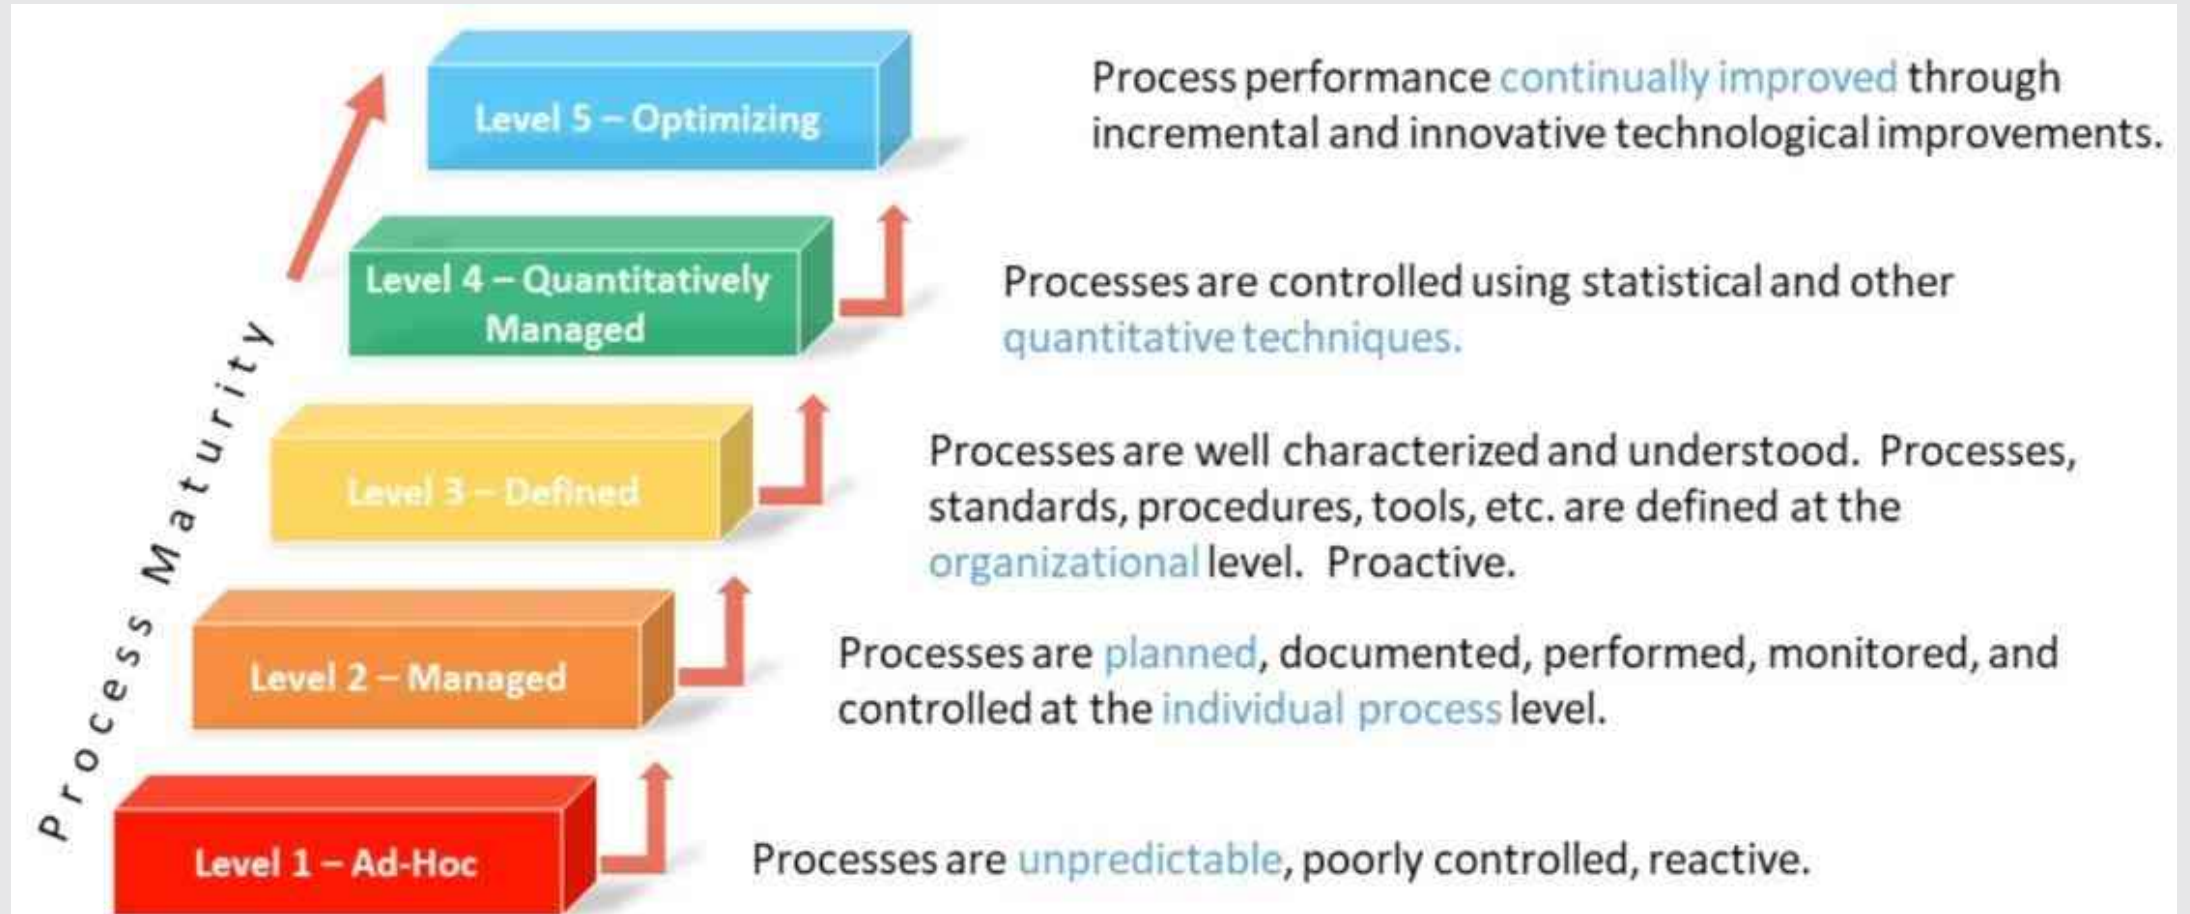 Process Maturity
Level 5 – Optimizing
Process performance continually improved through
incremental and innovative technological improvements.
Level 4 – Quantitatively
Managed
Processes are controlled using statistical and other
quantitative techniques.
Level 3 – Defined
Processes are well characterized and understood. Processes,
standards, procedures, tools, etc. are defined at the
organizational level. Proactive.
Level 2 – Managed
Processes are planned, documented, performed, monitored, and
controlled at the individual process level.
Level 1 – Ad-Hoc
Processes are unpredictable, poorly controlled, reactive.